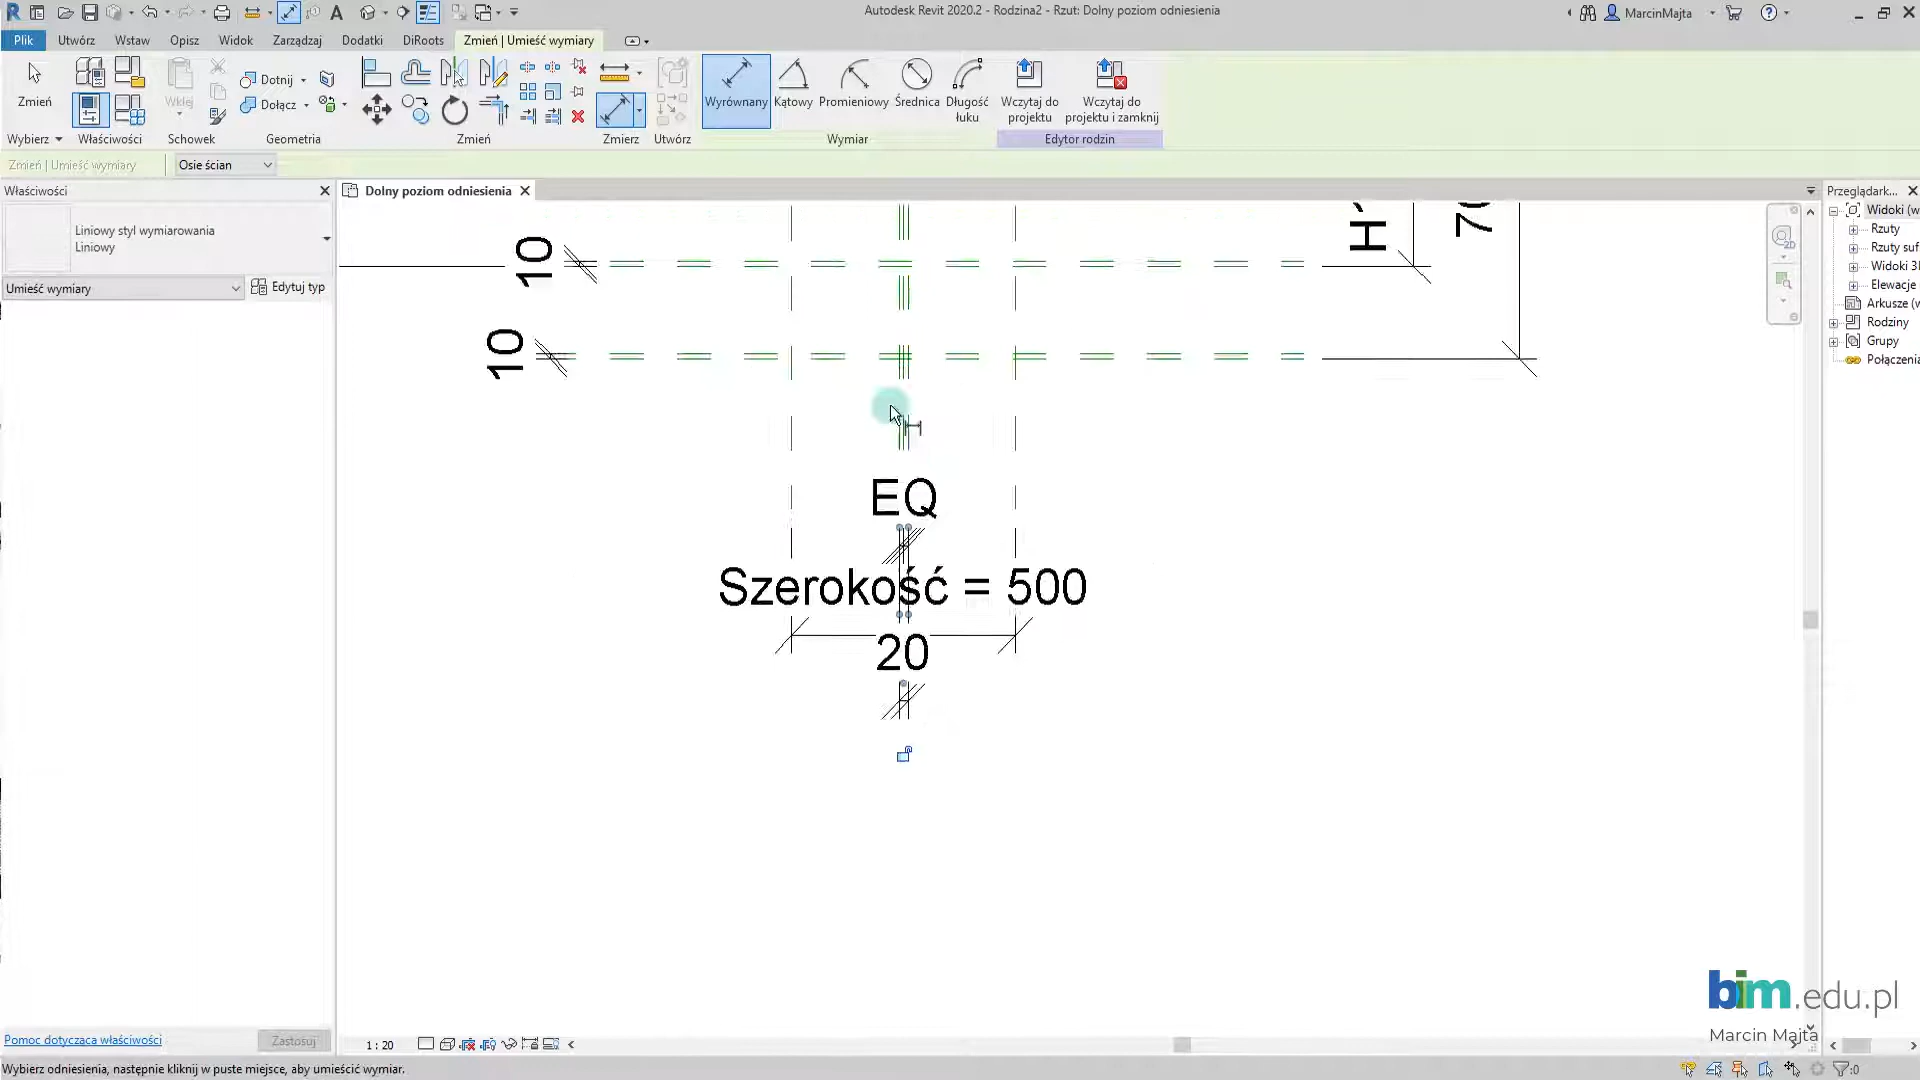 Autodesk Revit 2020.2 - Rodzina2 - Rzut: Dolny poziom odniesienia
MarcinMajta
Plik Utwórz Wstaw Opisz Widok Zarządzaj Dodatki DiRoots Zmień | Umieść wymiary
Zmień
Wklej
Dotnij
Dołącz
Wyrównany Kątowy Promieniowy Średnica Długość łuku
Wczytaj do projektu
Wczytaj do projektu i zamknij
Wybierz Właściwości Schowek Geometria Zmień Zmierz Utwórz Wymiar Edytor rodzin
Zmień | Umieść wymiary Osie ścian
Właściwości
Dolny poziom odniesienia
Przeglądark...
Liniowy styl wymiarowania
Liniowy
Umieść wymiary
Edytuj typ
Widoki (w
Rzuty
Rzuty suf
Widoki 3
Elewacje
Arkusze (w
Rodziny
Grupy
Połączenia
2D
70
10
10
EQ
Szerokość = 500
20
bim.edu.pl
Marcin Majta
Pomoc dotycząca właściwości
Zastosuj
1 : 20
Wybierz odniesienia, następnie kliknij w puste miejsce, aby umieścić wymiar.
:0